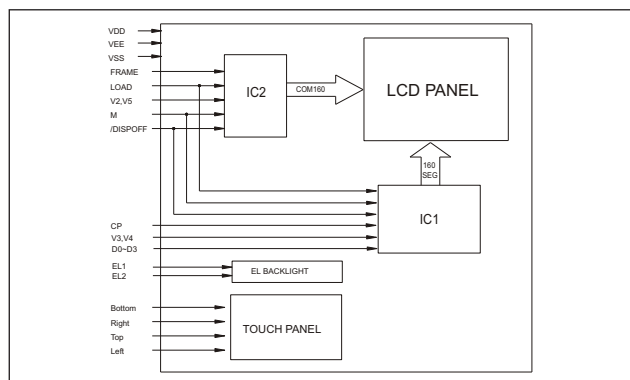 VDD
VEE
VSS
FRAME
LOAD
V2,V5
M
/DISPOFF
IC2
COM160
LCD PANEL
160
SEG
IC1
CP
V3,V4
D0~D3
EL1
EL2
EL BACKLIGHT
Bottom
Right
Top
Left
TOUCH PANEL